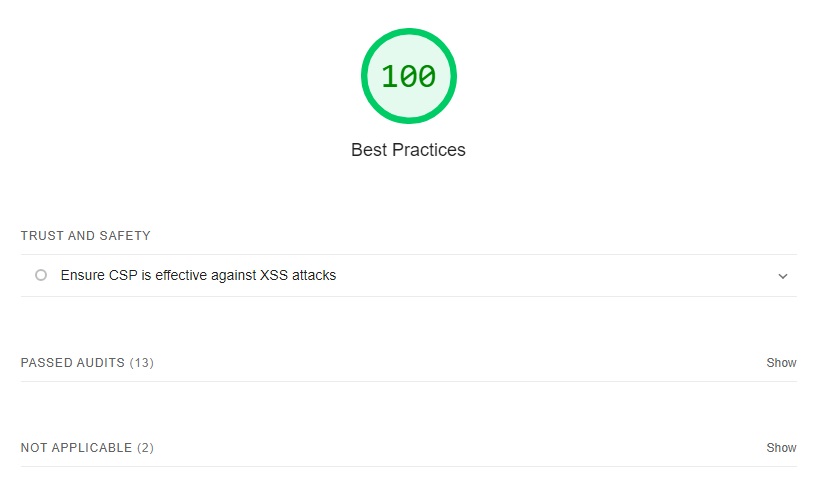 100
Best Practices
TRUST AND SAFETY
Ensure CSP is effective against XSS attacks
PASSED AUDITS (13) Show
NOT APPLICABLE (2) Show